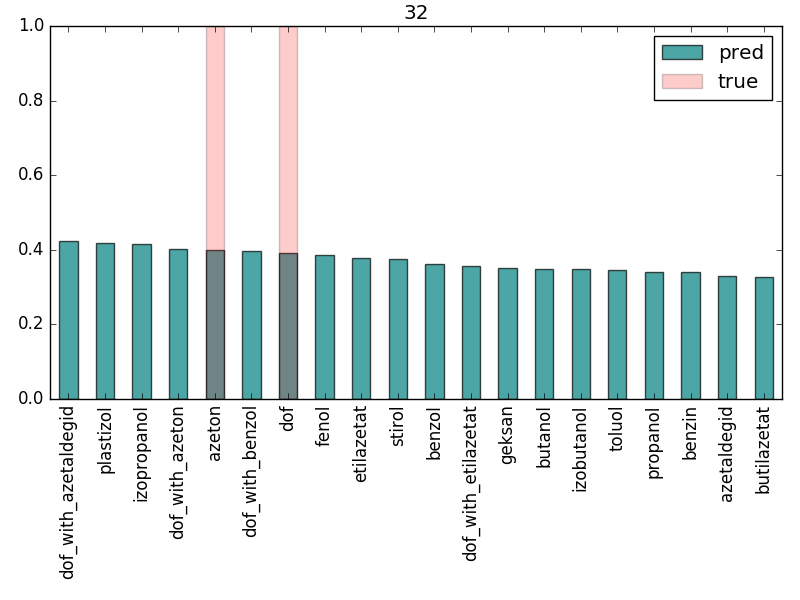 32
1.0
0.8
0.6
0.4
0.2
0.0
pred
true
dof_with_azetaldegid
plastizol
izopropanol
dof_with_azeton
azeton
dof_with_benzol
dof
fenol
etilazetat
stirol
benzol
dof_with_etilazetat
geksan
butanol
izobutanol
toluol
propanol
benzin
azetaldegid
butilazetat